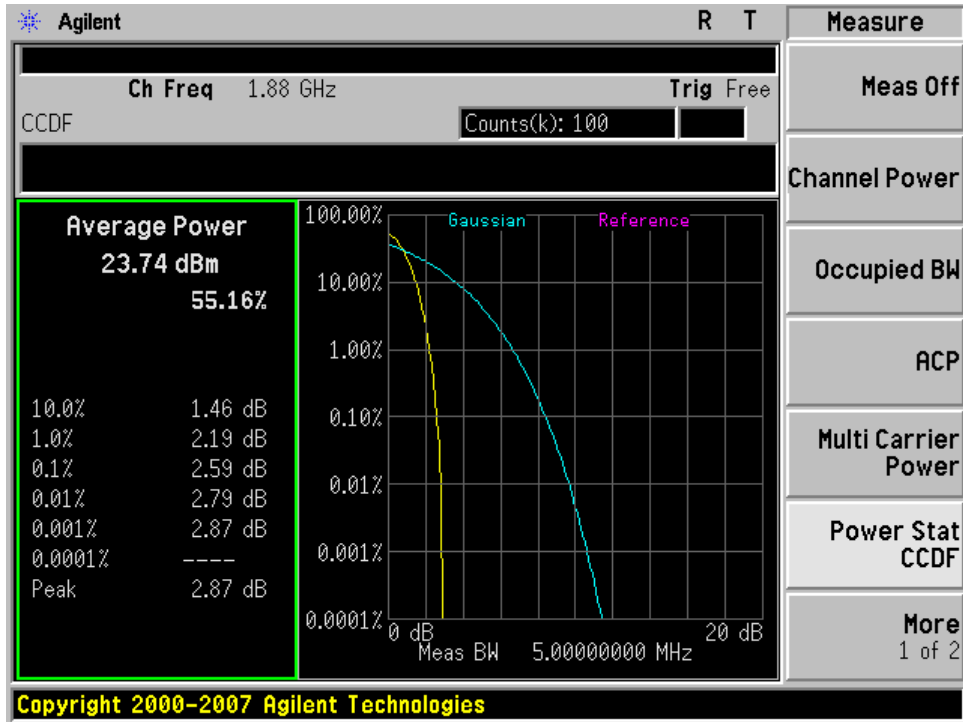 Agilent
R T
Ch Freq 1.88 GHz
Trig Free
CCDF
Counts(k): 100
Average Power
23.74 dBm
55.16%
10.0% 1.46 dB
1.0% 2.19 dB
0.1% 2.59 dB
0.01% 2.79 dB
0.001% 2.87 dB
0.0001% ----
Peak 2.87 dB
Gaussian
Reference
100.00%
10.00%
1.00%
0.10%
0.01%
0.001%
0.0001%
0 dB
20 dB
Meas BW 5.00000000 MHz
Measure
Meas Off
Channel Power
Occupied BW
ACP
Multi Carrier
Power
Power Stat
CCDF
More
1 of 2
Copyright 2000-2007 Agilent Technologies